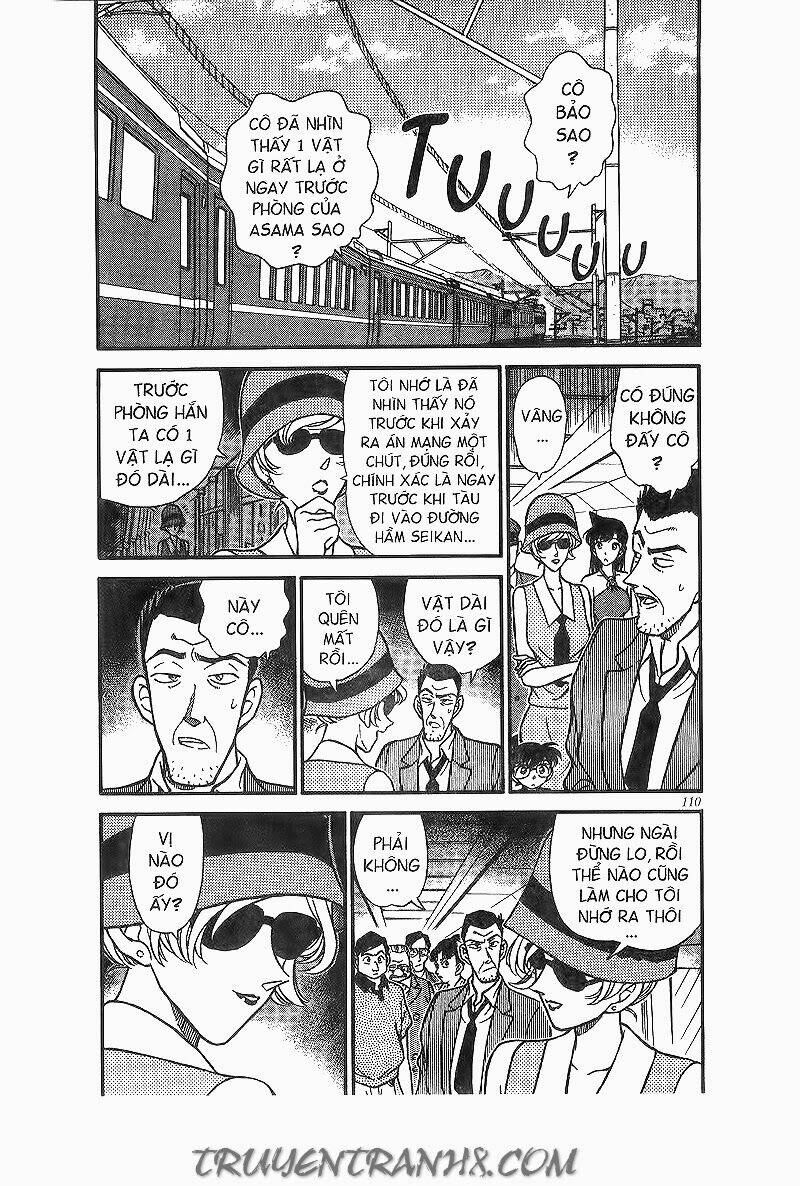 CÔ
BẢO
SAO
?
CÔ ĐÃ NHÌN
THẤY 1 VẬT
GÌ RẤT LẠ Ở
NGAY TRƯỚC
PHÒNG CỦA
ASAMA SAO
?
TUUUUUU
CÓ ĐÚNG
KHÔNG
ĐẤY CÔ
?
VÂNG
...
TÔI NHỚ LÀ ĐÃ
NHÌN THẤY NÓ
TRƯỚC KHI XẢY
RA ÁN MẠNG MỘT
CHÚT, ĐÚNG RỒI,
CHÍNH XÁC LÀ NGAY
TRƯỚC KHI TÀU
ĐI VÀO ĐƯỜNG
HẦM SEIKAN...
TRƯỚC
PHÒNG HẮN
TA CÓ 1
VẬT LẠ GÌ
ĐÓ DÀI...
VẬT DÀI
ĐÓ LÀ GÌ
VẬY?
TÔI
QUÊN
MẤT
RỒI...
NÀY
CÔ...
110
NHƯNG NGÀI
ĐỪNG LO, RỒI
THẾ NÀO CŨNG
LÀM CHO TÔI
NHỚ RA THÔI
...
PHẢI
KHÔNG
...
VỊ
NÀO
ĐÓ
ẤY?
TRUYENTRANH8.COM